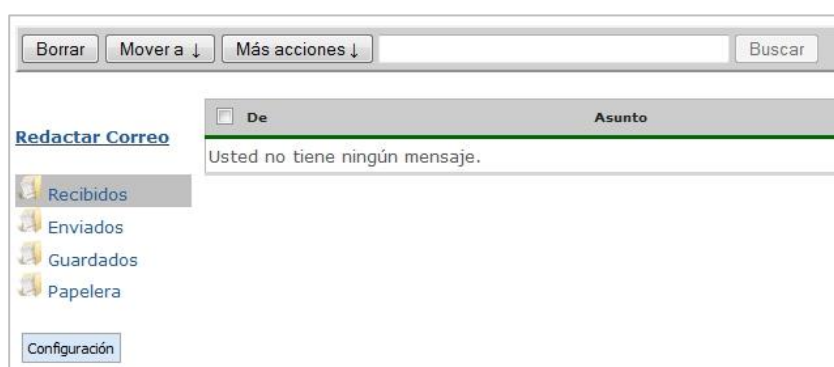 Borrar Mover a ↓ Más acciones ↓ Buscar
De Asunto
Redactar Correo
Usted no tiene ningún mensaje.
Recibidos
Enviados
Guardados
Papelera
Configuración